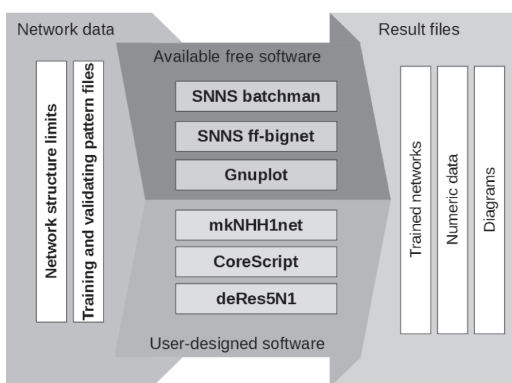 Network data
Network structure limits
Training and validating pattern files
Available free software
SNNS batchman
SNNS ff-bignet
Gnuplot
mkNHH1net
CoreScript
deRes5N1
User-designed software
Result files
Trained networks
Numeric data
Diagrams